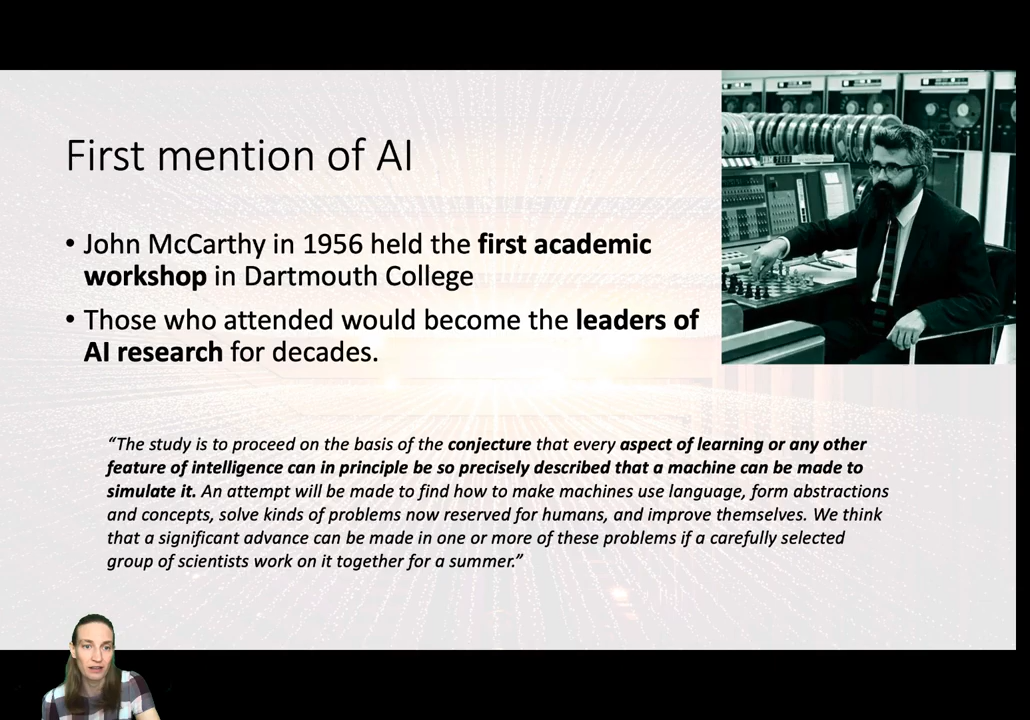 First mention of AI
• John McCarthy in 1956 held the first academic
workshop in Dartmouth College
• Those who attended would become the leaders of
AI research for decades.
“The study is to proceed on the basis of the conjecture that every aspect of learning or any other
feature of intelligence can in principle be so precisely described that a machine can be made to
simulate it. An attempt will be made to find how to make machines use language, form abstractions
and concepts, solve kinds of problems now reserved for humans, and improve themselves. We think
that a significant advance can be made in one or more of these problems if a carefully selected
group of scientists work on it together for a summer.”